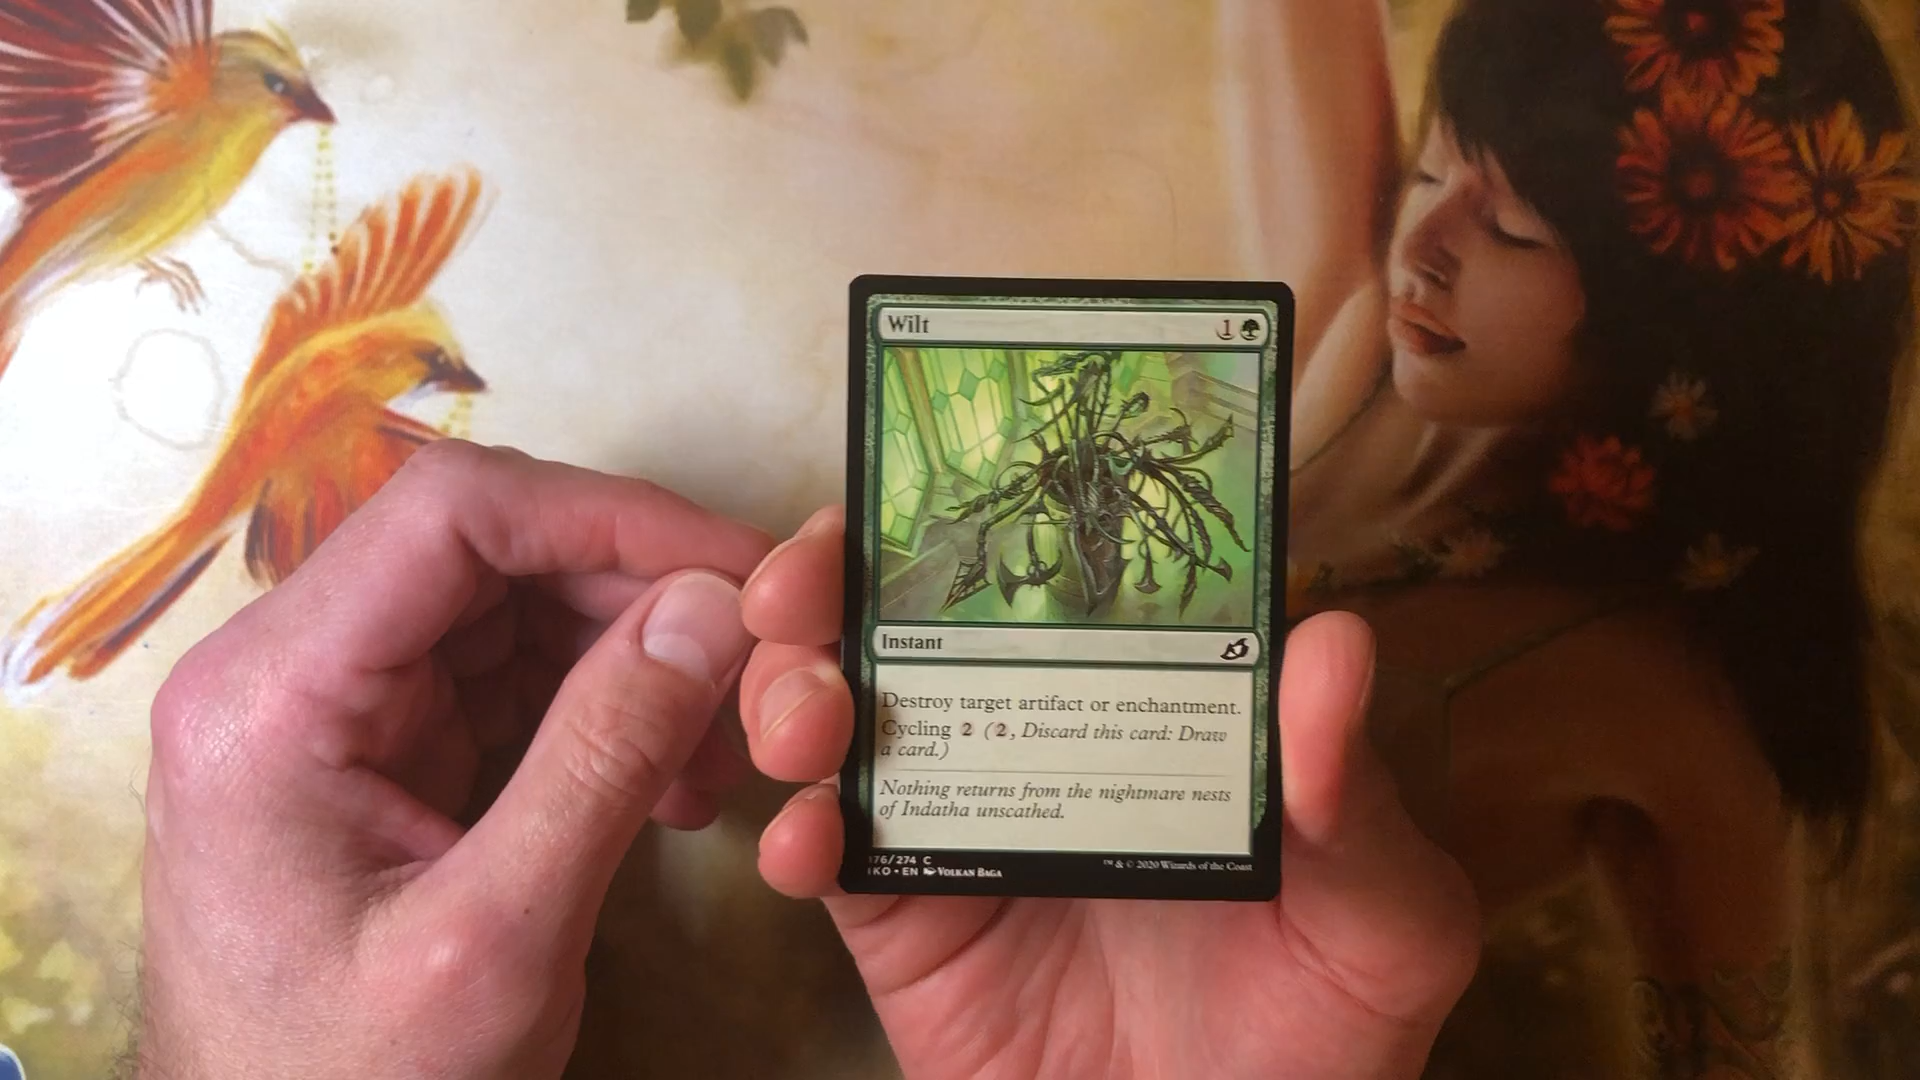 Wilt 1
Instant
Destroy target artifact or enchantment.
Cycling 2 (2, Discard this card: Draw
a card.)
Nothing returns from the nightmare nests
of Indatha unscathed.
176/274 C
IKO • EN VOLKAN BAGA
™ & © 2020 Wizards of the Coast